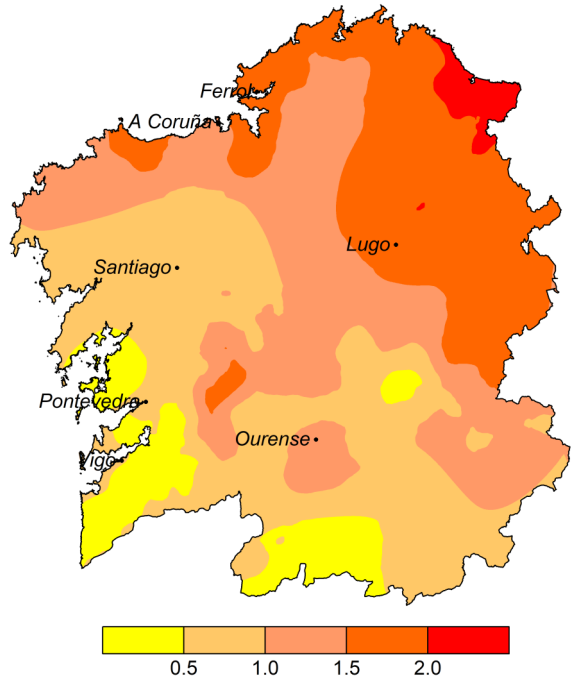 Ferrol
A Coruña
Lugo
Santiago
Pontevedra
Ourense
Vigo
0.5 1.0 1.5 2.0